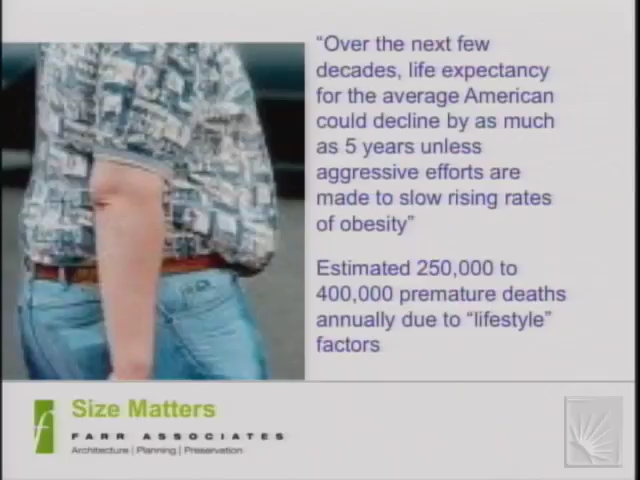 “Over the next few
decades, life expectancy
for the average American
could decline by as much
as 5 years unless
aggressive efforts are
made to slow rising rates
of obesity”
Estimated 250,000 to
400,000 premature deaths
annually due to “lifestyle”
factors
Size Matters
f
FARR ASSOCIATES
Architecture | Planning | Preservation